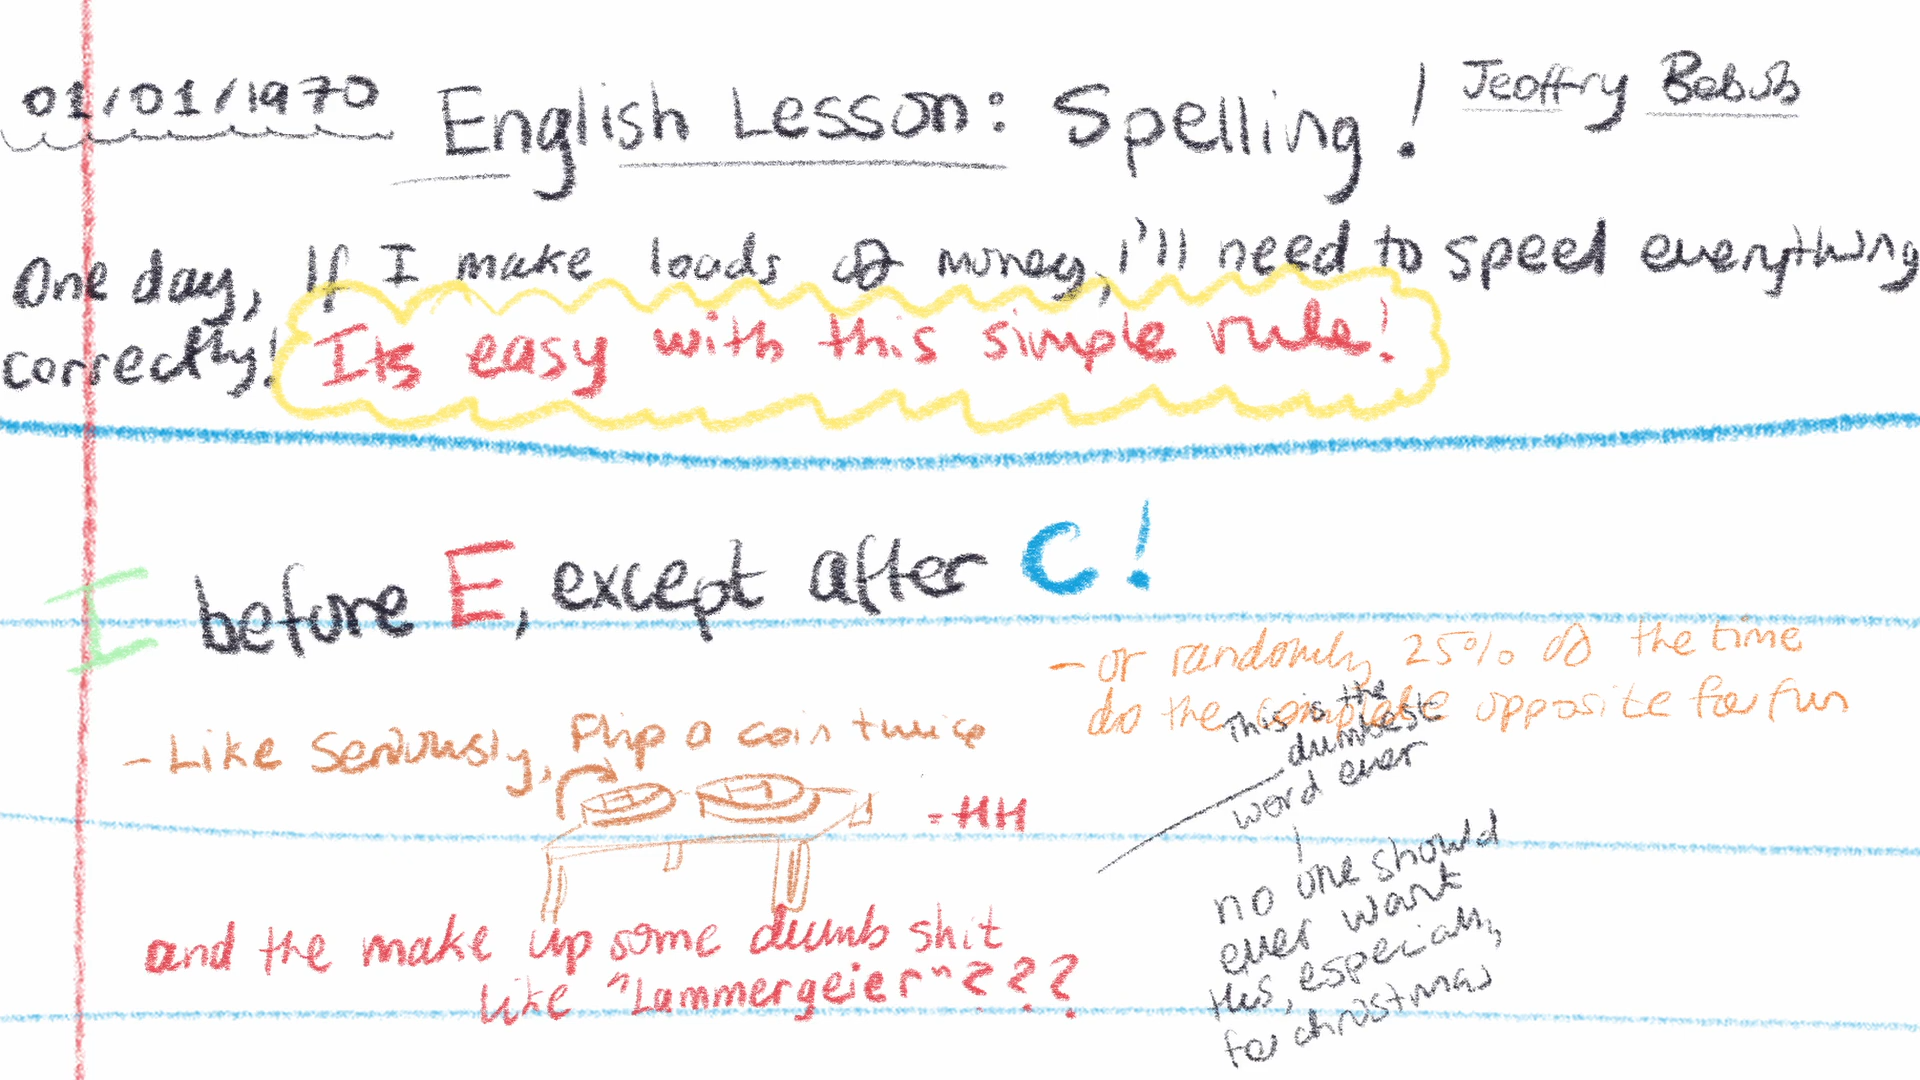 01/01/1970
English Lesson: Spelling!
Jeoffry Bebub
One day, If I make loads of money, I'll need to speel everything
correctly! Its easy with this simple rule!
I before E, except after C!
- or randomly 25% of the time
do the complete opposite for fun
- Like Seriously, Flip a coin twice
- HH
This is the
dumbest
word ever
and the make up some dumb shit
like "Lammergeier"???
no one should
ever want
this, especially
for christmas